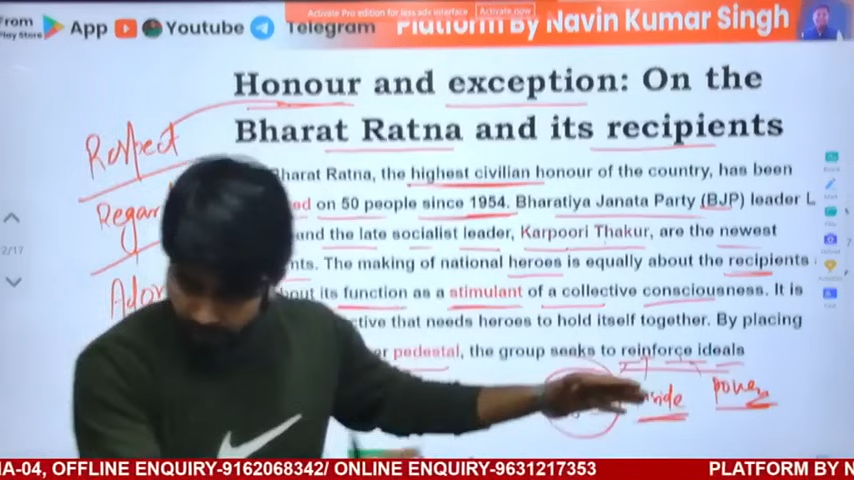 From
Play Store
App
Youtube
Telegram
Platform By Navin Kumar Singh
Activate Pro edition for less adv interface
Activate now
Honour and exception: On the
Bharat Ratna and its recipients
Respect
Bharat Ratna, the highest civilian honour of the country, has been
on 50 people since 1954. Bharatiya Janata Party (BJP) leader L
and the late socialist leader, Karpoori Thakur, are the newest
The making of national heroes is equally about the recipients
its function as a stimulant of a collective consciousness. It is
that needs heroes to hold itself together. By placing
pedestal, the group seeks to reinforce ideals
power
2/17
A-04, OFFLINE ENQUIRY-9162068342/ ONLINE ENQUIRY-9631217353
PLATFORM BY N